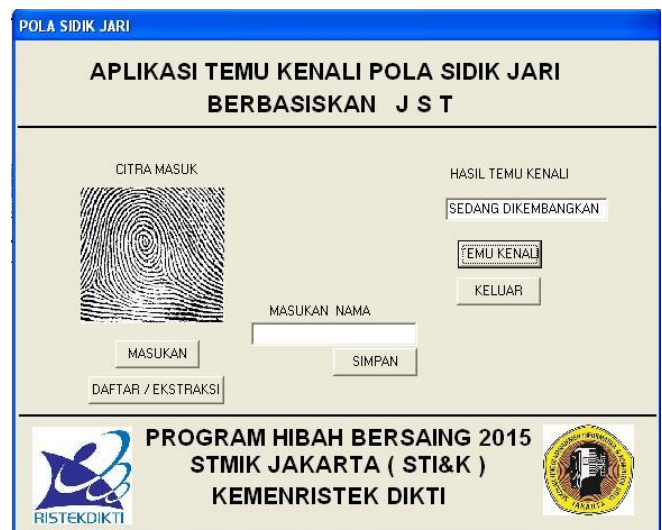 POLA SIDIK JARI
APLIKASI TEMU KENALI POLA SIDIK JARI
BERBASISKAN J S T
CITRA MASUK
HASIL TEMU KENALI
SEDANG DIKEMBANGKAN
TEMU KENALI
KELUAR
MASUKAN NAMA
MASUKAN
SIMPAN
DAFTAR / EKSTRAKSI
PROGRAM HIBAH BERSAING 2015
STMIK JAKARTA ( STI&K )
KEMENRISTEK DIKTI
RISTEKDIKTI
JAKARTA